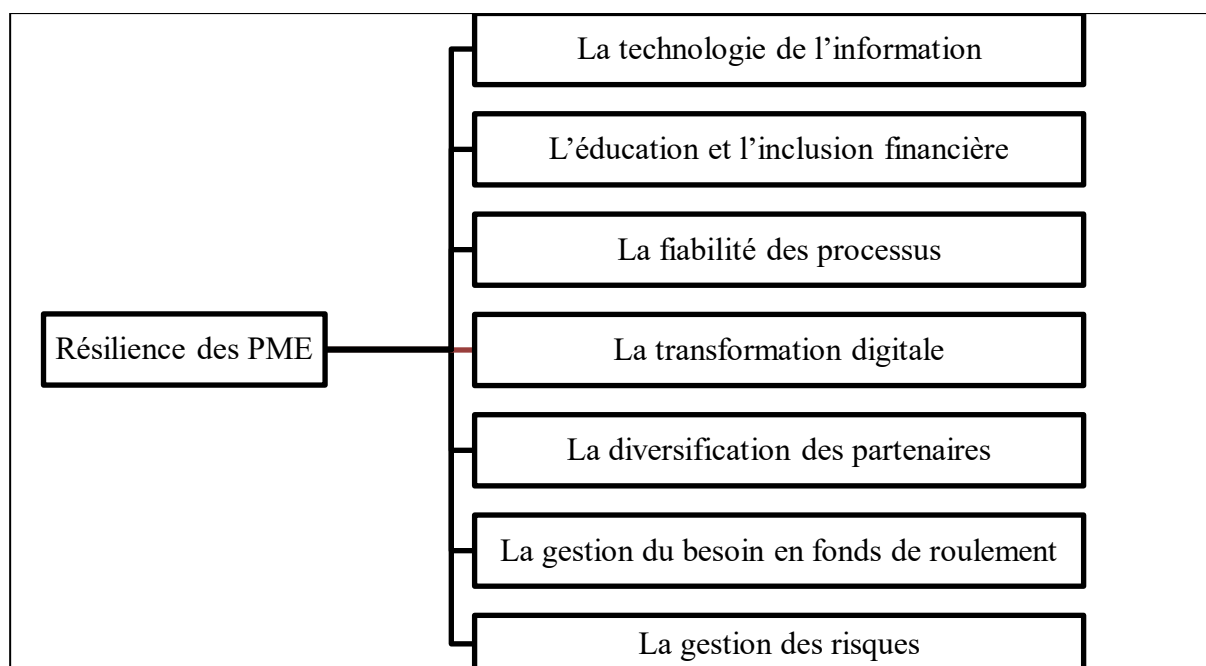 La technologie de l’information
L’éducation et l’inclusion financière
La fiabilité des processus
Résilience des PME
La transformation digitale
La diversification des partenaires
La gestion du besoin en fonds de roulement
La gestion des risques